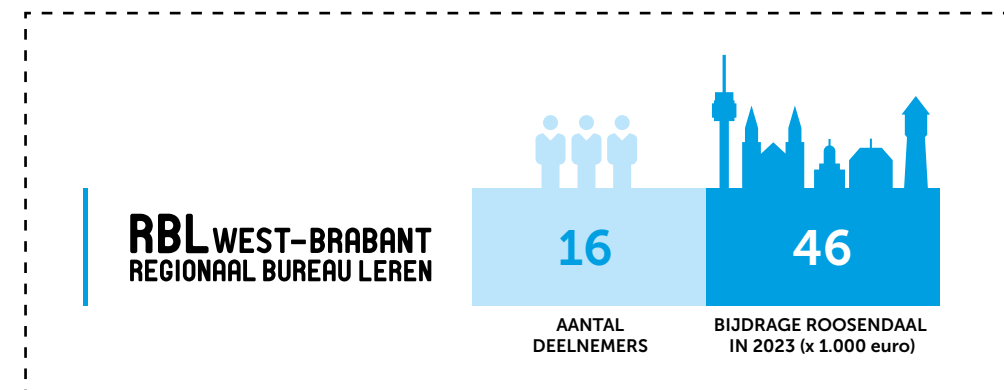 RBL WEST-BRABANT
REGIONAAL BUREAU LEREN
16
46
AANTAL
DEELNEMERS
BIJDRAGE ROOSENDAAL
IN 2023 (x 1.000 euro)